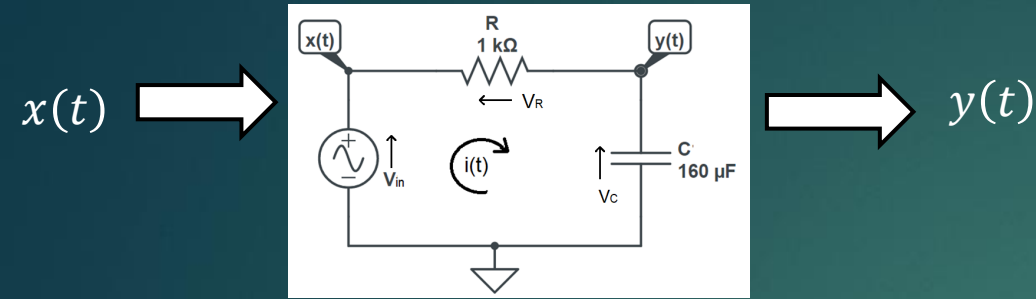 x(t)
x(t)
R
1 kΩ
y(t)
VR
+
Vin
i(t)
C
160 µF
VC
y(t)